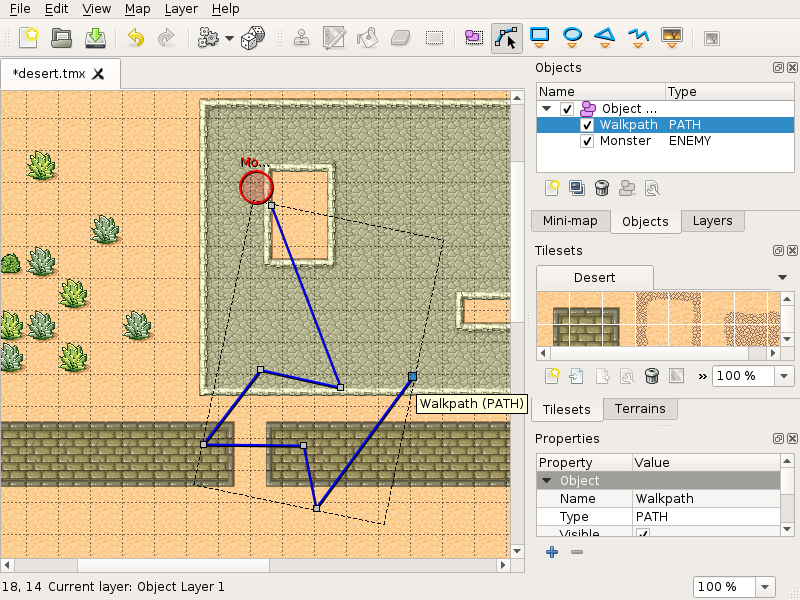 File Edit View Map Layer Help
*desert.tmx
Mo...
Walkpath (PATH)
18, 14 Current layer: Object Layer 1
Objects
Name Type
Object ...
Walkpath PATH
Monster ENEMY
Mini-map Objects Layers
Tilesets
Desert
» 100 %
Tilesets Terrains
Properties
Property Value
Object
Name Walkpath
Type PATH
Visible
100 %